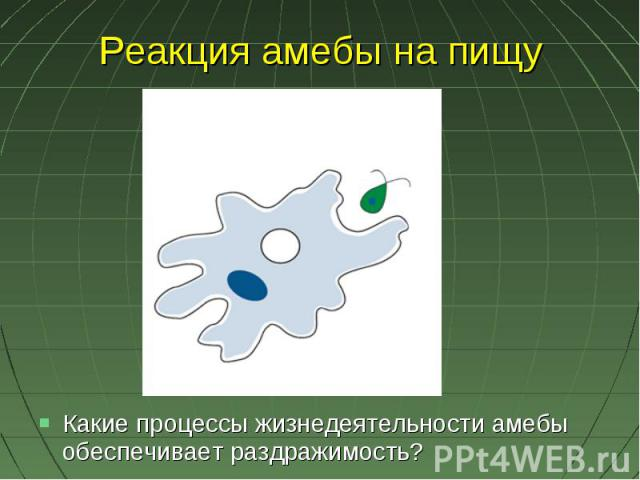 Реакция амебы на пищу
Какие процессы жизнедеятельности амебы
обеспечивает раздражимость?
PPt4WEB.ru